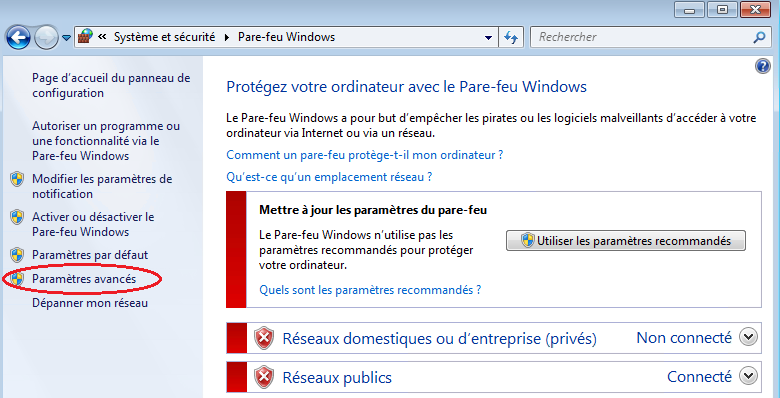 « Système et sécurité ▸ Pare-feu Windows
Rechercher
Page d'accueil du panneau de
configuration
Autoriser un programme ou
une fonctionnalité via le
Pare-feu Windows
Modifier les paramètres de
notification
Activer ou désactiver le
Pare-feu Windows
Paramètres par défaut
Paramètres avancés
Dépanner mon réseau
Protégez votre ordinateur avec le Pare-feu Windows
Le Pare-feu Windows a pour but d'empêcher les pirates ou les logiciels malveillants d'accéder à votre
ordinateur via Internet ou via un réseau.
Comment un pare-feu protège-t-il mon ordinateur ?
Qu'est-ce qu'un emplacement réseau ?
Mettre à jour les paramètres du pare-feu
Le Pare-feu Windows n'utilise pas les
paramètres recommandés pour protéger
votre ordinateur.
Utiliser les paramètres recommandés
Quels sont les paramètres recommandés ?
Réseaux domestiques ou d'entreprise (privés) Non connecté
Réseaux publics Connecté